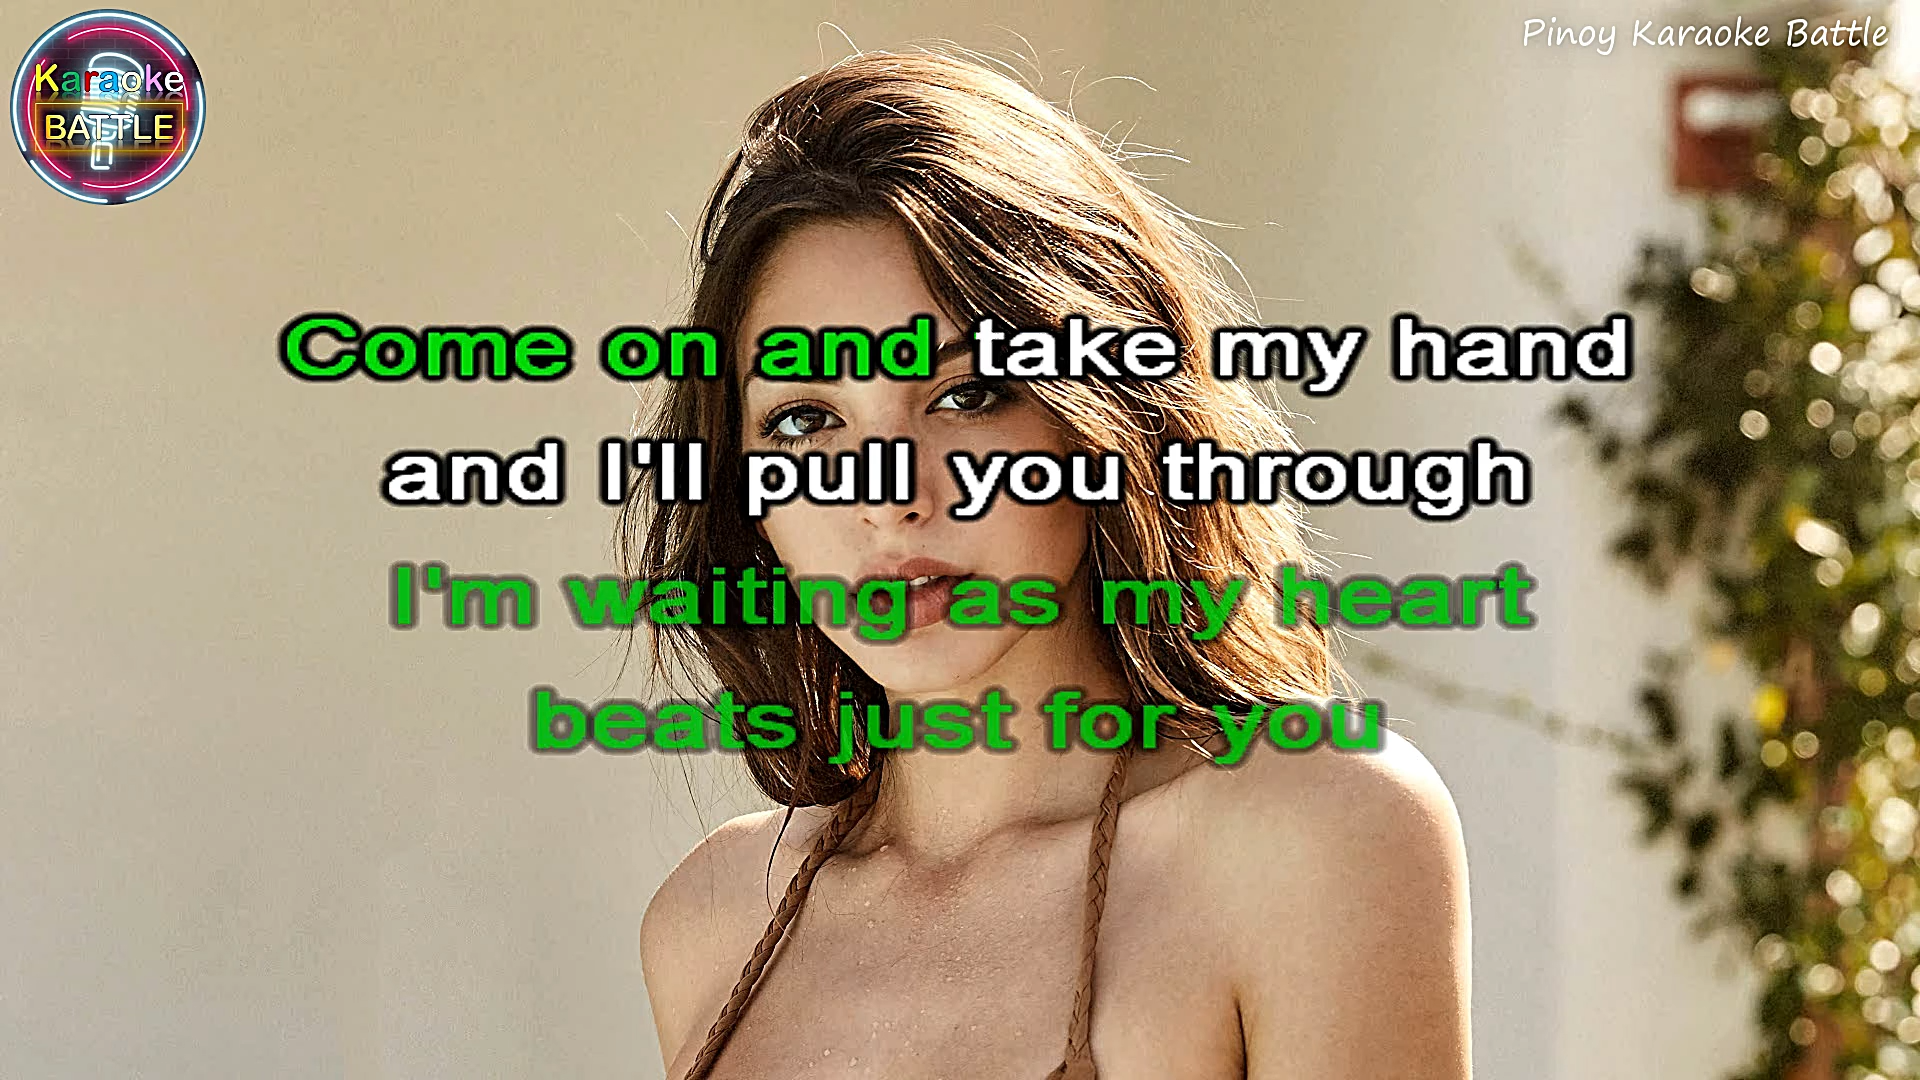 Pinoy Karaoke Battle
Karaoke
BATTLE
Come on and take my hand
and I'll pull you through
I'm waiting as my heart
beats just for you